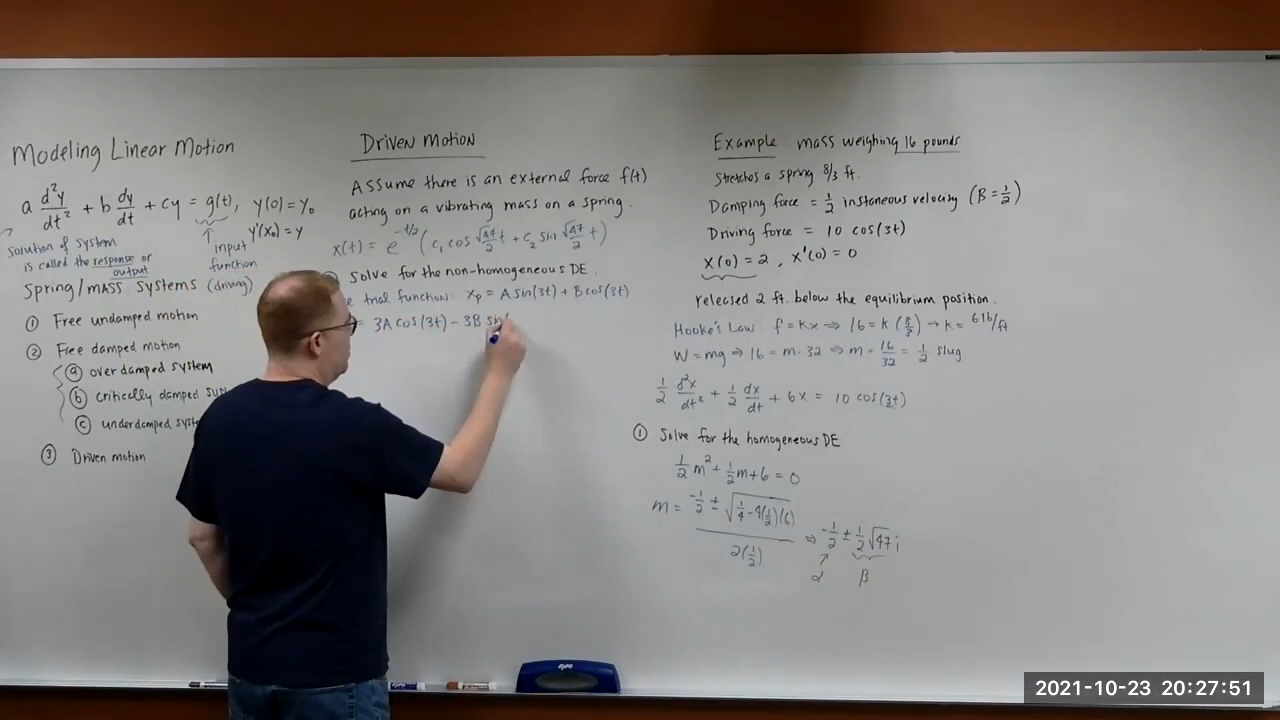 Modeling Linear Motion
a d²y/dt² + b dy/dt + cy = g(t), y(0) = y₀
y'(x₀) = y
solution of system
is called the response or
output
↑ input
function
(driving)
Spring/mass systems
① Free undamped motion
② Free damped motion
ⓐ overdamped system
ⓑ critically damped
ⓒ underdamped
③ Driven motion
Driven Motion
Assume there is an external force f(t)
acting on a vibrating mass on a spring.
x(t) = e^(-t/2) (c₁ cos √47/2 t + c₂ sin √47/2 t)
Solve for the non-homogeneous DE.
trial function: xₚ = A sin(3t) + B cos(3t)
= 3A cos(3t) - 3B sin
Example: mass weighing 16 pounds
Stretches a spring 8/3 ft.
Damping force = 1/2 instaneous velocity (β = 1/2)
Driving force = 10 cos(3t)
x(0) = 2, x'(0) = 0
released 2 ft. below the equilibrium position.
Hooke's Law: f = kx ⇒ 16 = k (8/3) → k = 6 lb/ft
W = mg ⇒ 16 = m · 32 ⇒ m = 16/32 = 1/2 slug
1/2 d²x/dt² + 1/2 dx/dt + 6x = 10 cos(3t)
① Solve for the homogeneous DE
1/2 m² + 1/2 m + 6 = 0
m = (-1/2 ± √(1/4 - 4(1/2)(6))) / 2(1/2) ⇒ -1/2 ± 1/2 √47 i
α β
expo
2021-10-23 20:27:51